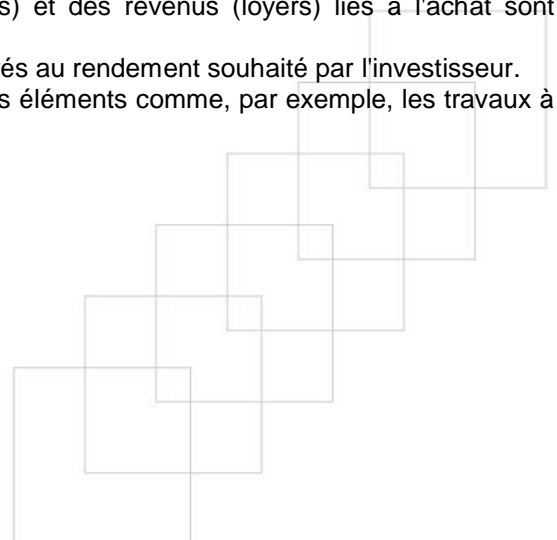 s) et des revenus (loyers) liés à l'achat sont
és au rendement souhaité par l'investisseur.
s éléments comme, par exemple, les travaux à